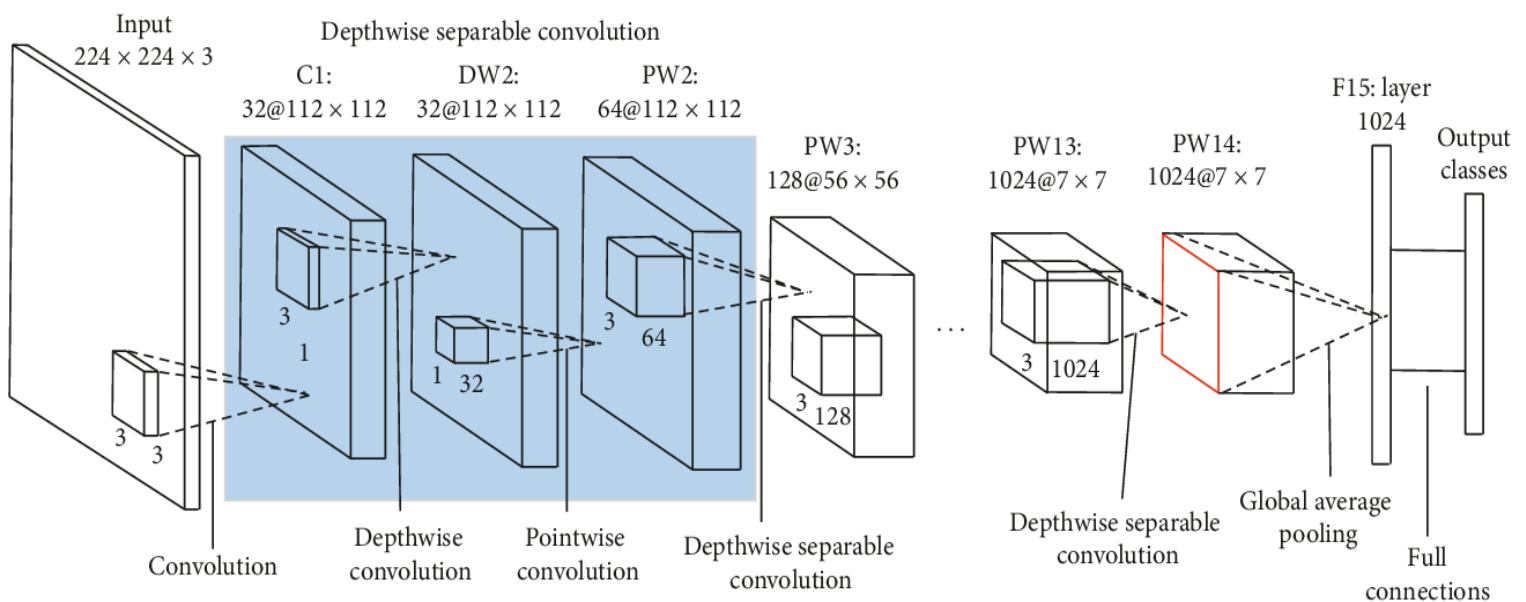 Input
224 × 224 × 3
Depthwise separable convolution
C1:
32@112 × 112
DW2:
32@112 × 112
PW2:
64@112 × 112
PW3:
128@56 × 56
PW13:
1024@7 × 7
PW14:
1024@7 × 7
F15: layer
1024
Output
classes
3
3
3
1
1
32
3
64
3
128
...
3
1024
Convolution
Depthwise
convolution
Pointwise
convolution
Depthwise separable
convolution
Depthwise separable
convolution
Global average
pooling
Full
connections